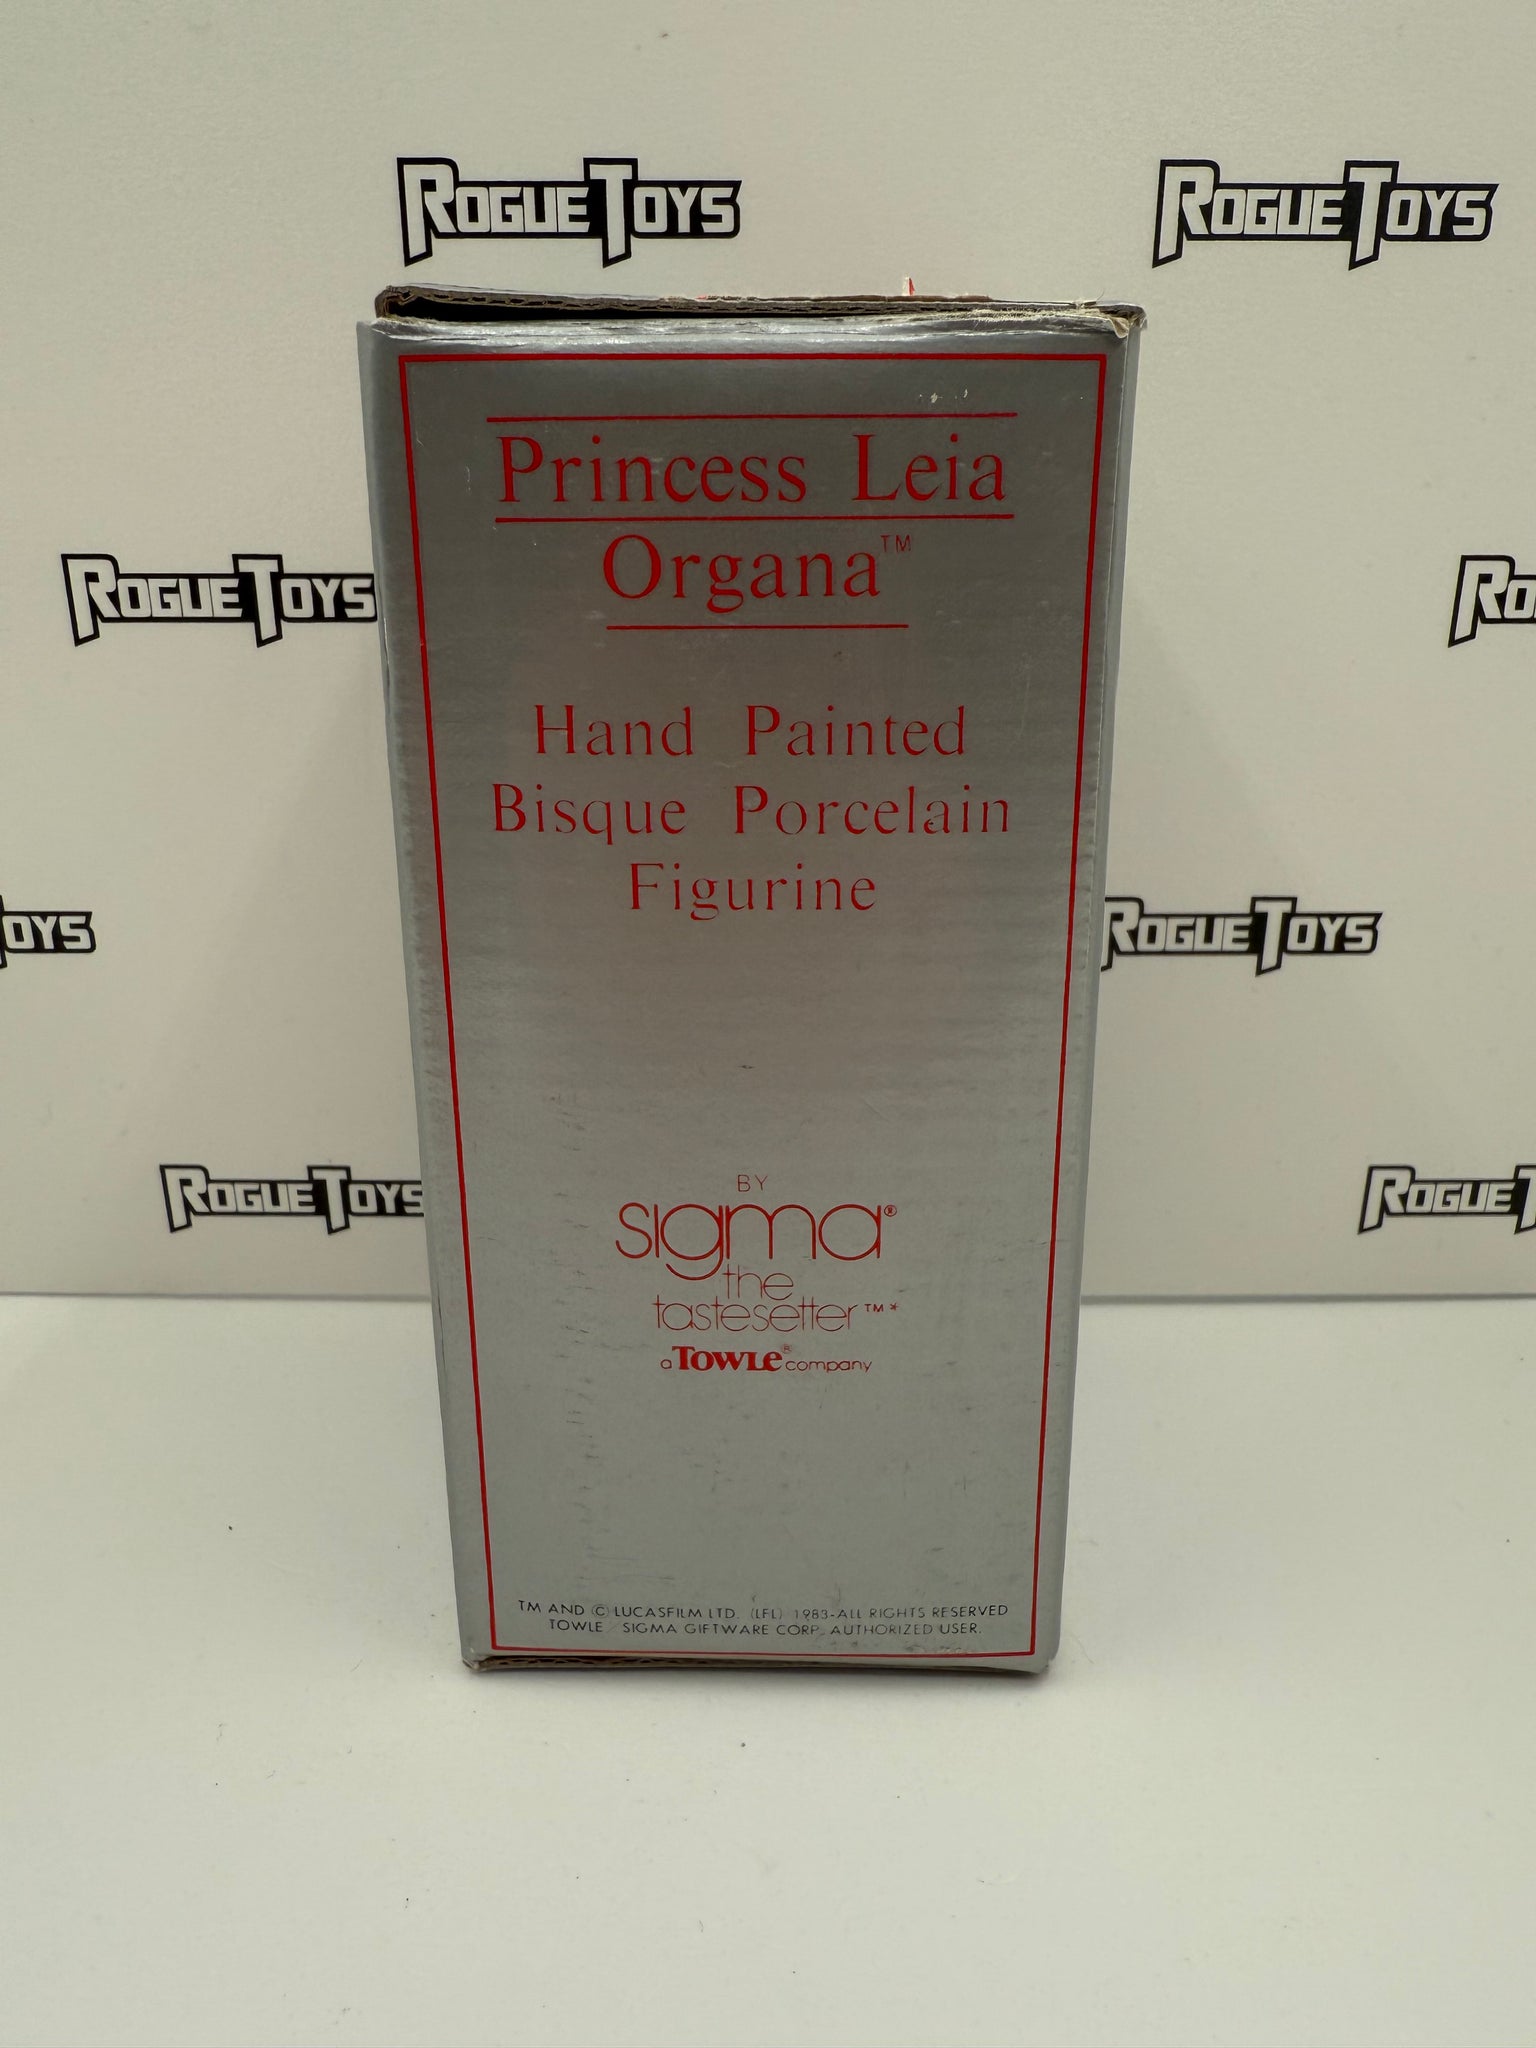 ROGUE TOYS
ROGUE TOYS
Princess Leia
Organa™
ROGUE TOYS
RO
Hand Painted
Bisque Porcelain
Figurine
OYS
ROGUE TOYS
BY
sigma®
the
tastesetter™*
a TOWLE® company
ROGUE TOYS
ROGUE T
TM AND © LUCASFILM LTD. (LFL) 1983-ALL RIGHTS RESERVED
TOWLE / SIGMA GIFTWARE CORP. AUTHORIZED USER.